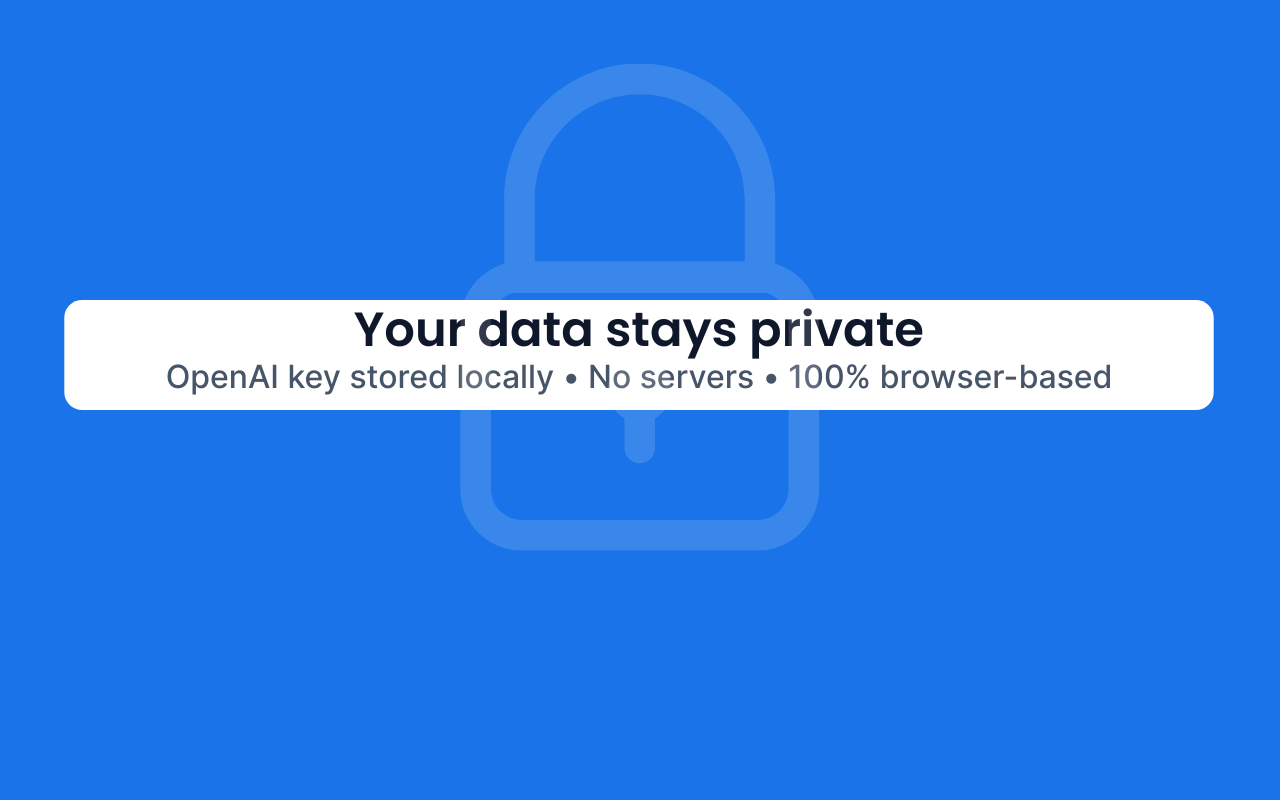 Your data stays private
OpenAI key stored locally • No servers • 100% browser-based